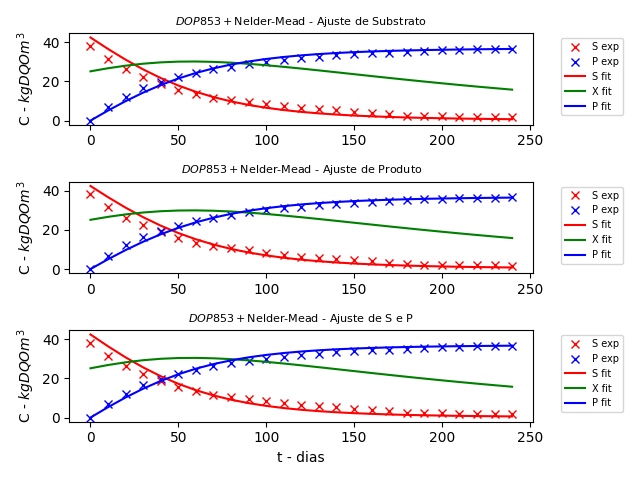 DOP853 + Nelder-Mead - Ajuste de Substrato
C - kgDQOm³
40
20
0
0
50
100
150
200
250
S exp
P exp
S fit
X fit
P fit
DOP853 + Nelder-Mead - Ajuste de Produto
C - kgDQOm³
40
20
0
0
50
100
150
200
250
S exp
P exp
S fit
X fit
P fit
DOP853 + Nelder-Mead - Ajuste de S e P
C - kgDQOm³
40
20
0
0
50
100
150
200
250
S exp
P exp
S fit
X fit
P fit
t - dias